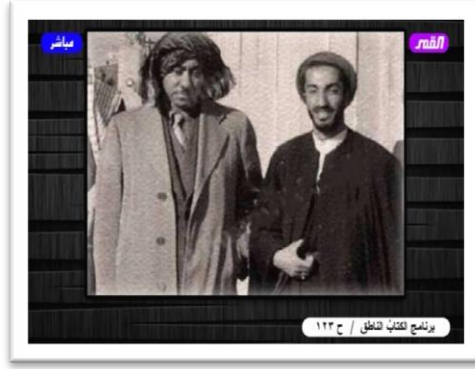 القمر
مباشر
برنامج الكتاب الناطق / ح ١٢٣